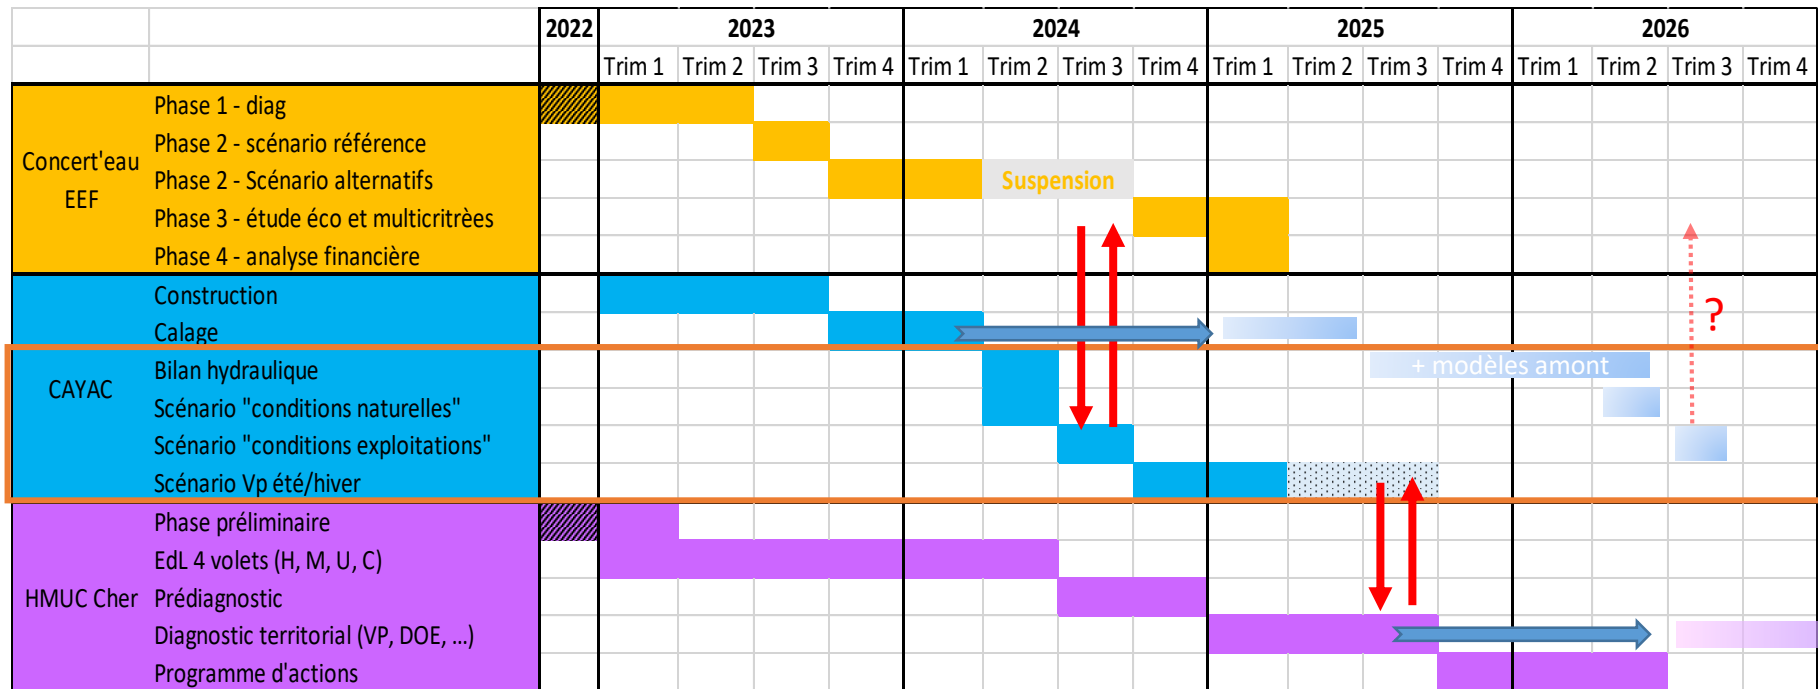 2022 2023 2024 2025 2026
Trim 1 Trim 2 Trim 3 Trim 4 Trim 1 Trim 2 Trim 3 Trim 4 Trim 1 Trim 2 Trim 3 Trim 4 Trim 1 Trim 2 Trim 3 Trim 4
Concert'eau
EEF
Phase 1 - diag
Phase 2 - scénario référence
Phase 2 - Scénario alternatifs
Suspension
Phase 3 - étude éco et multicritrèes
Phase 4 - analyse financière
CAYAC
Construction
?
Calage
Bilan hydraulique
+ modèles amont
Scénario "conditions naturelles"
Scénario "conditions exploitations"
Scénario Vp été/hiver
HMUC Cher
Phase préliminaire
EdL 4 volets (H, M, U, C)
Prédiagnostic
Diagnostic territorial (VP, DOE, ...)
Programme d'actions